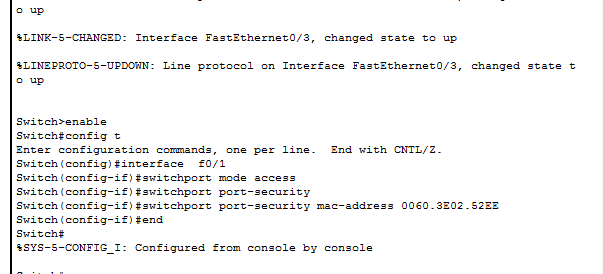 o up
%LINK-5-CHANGED: Interface FastEthernet0/3, changed state to up
%LINEPROTO-5-UPDOWN: Line protocol on Interface FastEthernet0/3, changed state t
o up
Switch>enable
Switch#config t
Enter configuration commands, one per line.  End with CNTL/Z.
Switch(config)#interface  f0/1
Switch(config-if)#switchport mode access
Switch(config-if)#switchport port-security
Switch(config-if)#switchport port-security mac-address 0060.3E02.52EE
Switch(config-if)#end
Switch#
%SYS-5-CONFIG_I: Configured from console by console